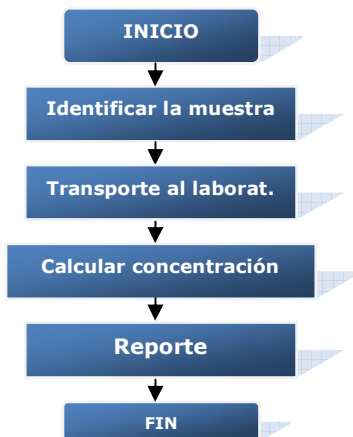 INICIO
Identificar la muestra
Transporte al laborat.
Calcular concentración
Reporte
FIN